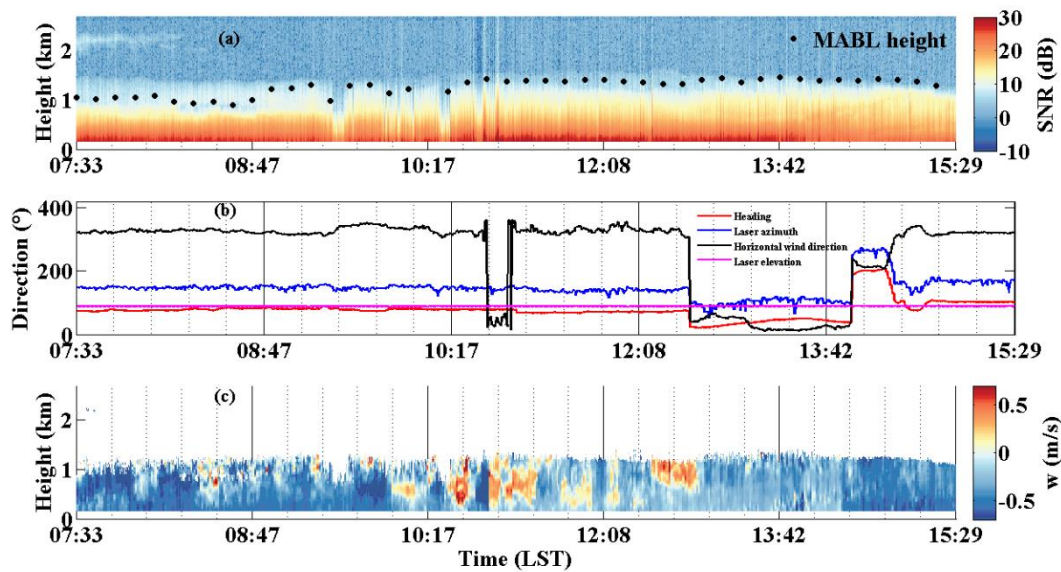 (a)
MABL height
Height (km)
2
1
0
07:33 08:47 10:17 12:08 13:42 15:29
30
20
10
0
-10
SNR (dB)
(b)
Heading
Laser azimuth
Horizontal wind direction
Laser elevation
Direction (°)
400
200
0
07:33 08:47 10:17 12:08 13:42 15:29
(c)
Height (km)
2
1
0
07:33 08:47 10:17 12:08 13:42 15:29
Time (LST)
0.5
0
-0.5
w (m/s)